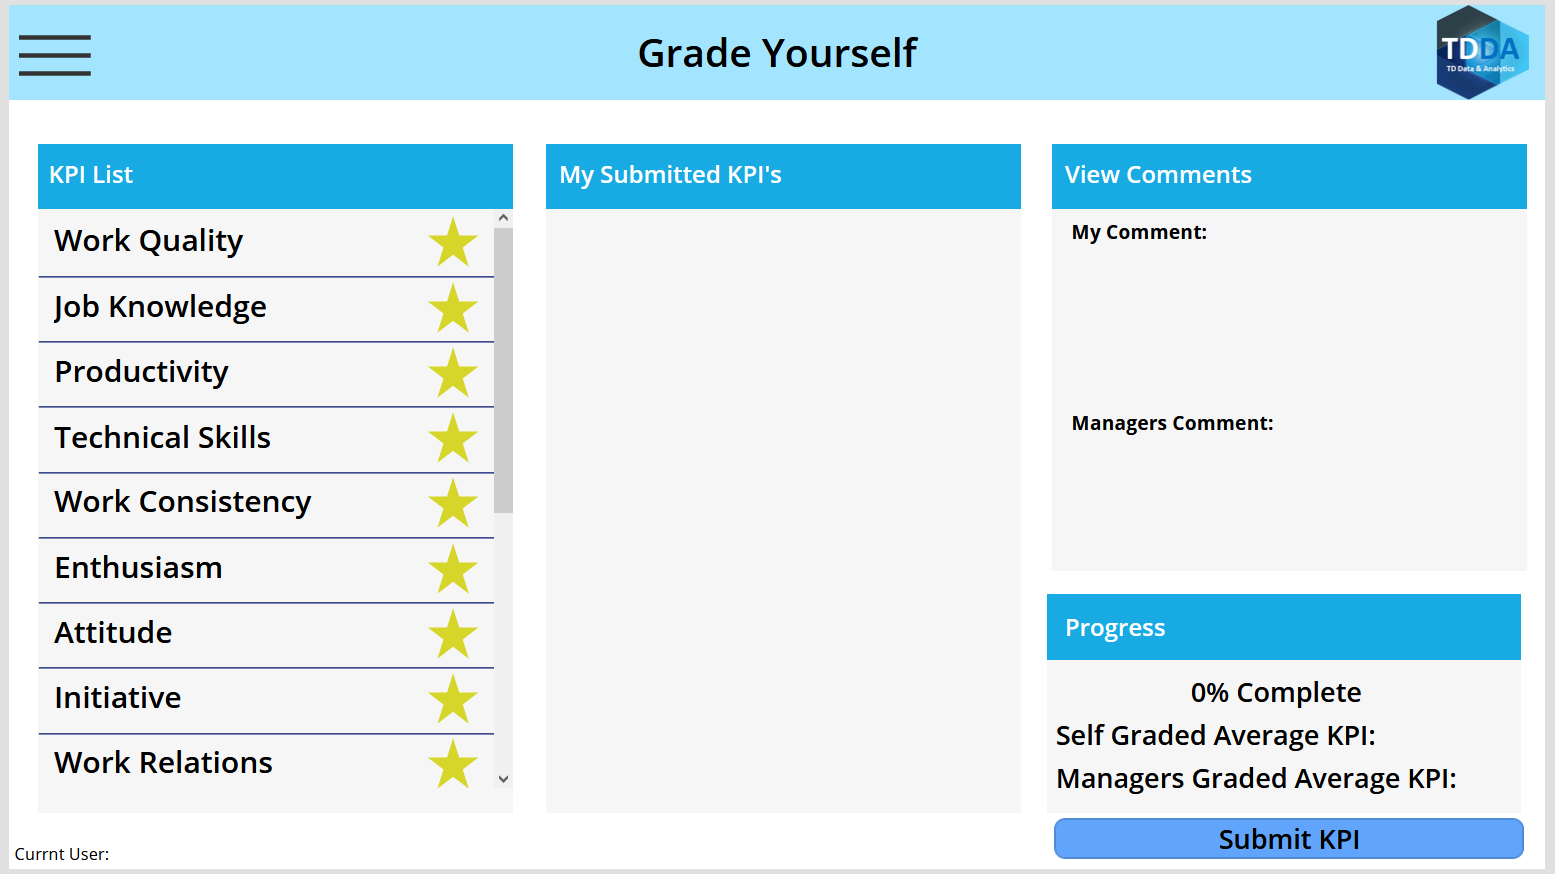 Grade Yourself
TDDA
TD Data & Analytics
KPI List
Work Quality
Job Knowledge
Productivity
Technical Skills
Work Consistency
Enthusiasm
Attitude
Initiative
Work Relations
My Submitted KPI's
View Comments
My Comment:
Managers Comment:
Progress
0% Complete
Self Graded Average KPI:
Managers Graded Average KPI:
Submit KPI
Currnt User: